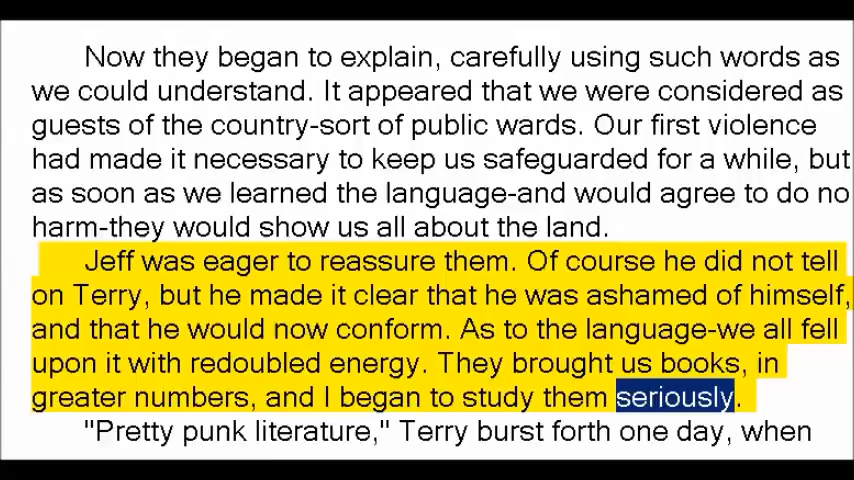 Now they began to explain, carefully using such words as
we could understand. It appeared that we were considered as
guests of the country-sort of public wards. Our first violence
had made it necessary to keep us safeguarded for a while, but
as soon as we learned the language-and would agree to do no
harm-they would show us all about the land.
Jeff was eager to reassure them. Of course he did not tell
on Terry, but he made it clear that he was ashamed of himself,
and that he would now conform. As to the language-we all fell
upon it with redoubled energy. They brought us books, in
greater numbers, and I began to study them seriously.
"Pretty punk literature," Terry burst forth one day, when